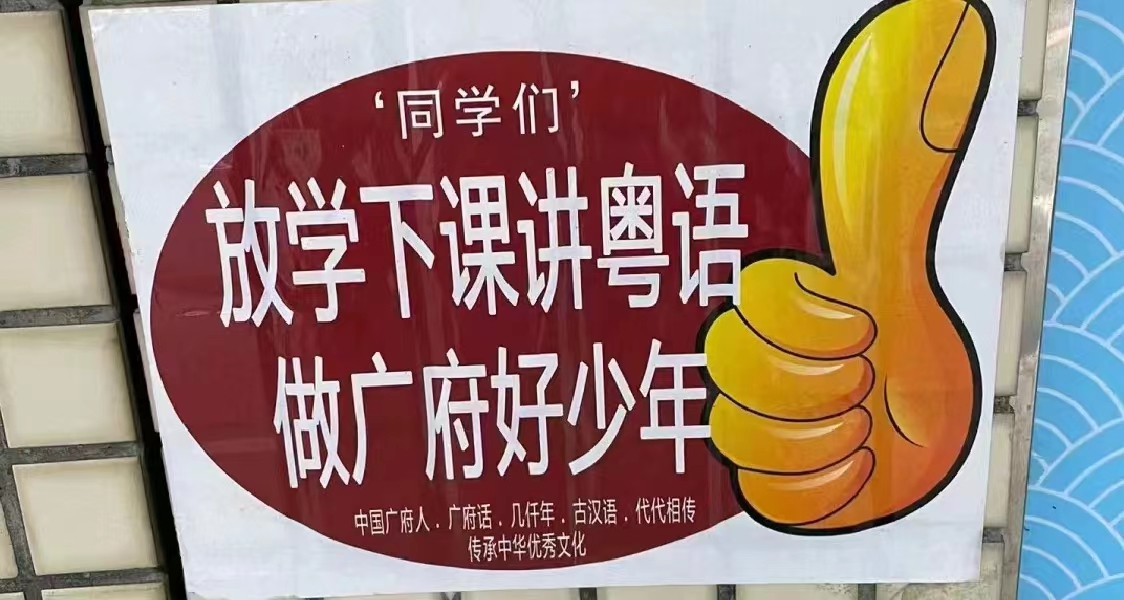 ‘同学们’
放学下课讲粤语
做广府好少年
中国广府人．广府话．几仟年．古汉语．代代相传
传承中华优秀文化